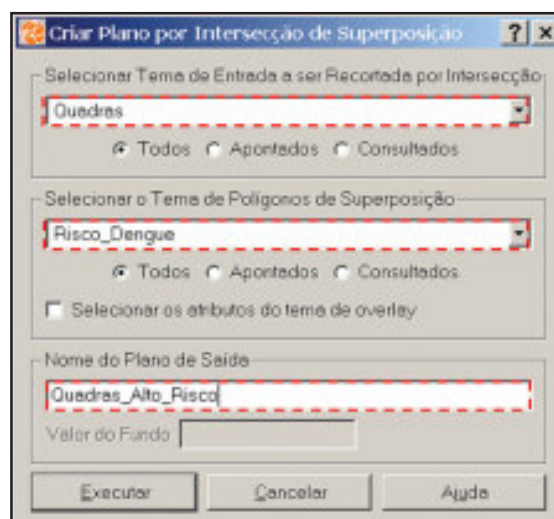 Criar Plano por Intersecção de Superposição
Selecionar Tema de Entrada a ser Recortada por Intersecção
Quadras
Todos Apontados Consultados
Selecionar o Tema de Polígonos de Superposição
Risco_Dengue
Todos Apontados Consultados
Selecionar os atributos do tema de overlay
Nome do Plano de Saída
Quadras_Alto_Risco
Valor do Fundo
Executar Cancelar Ajuda